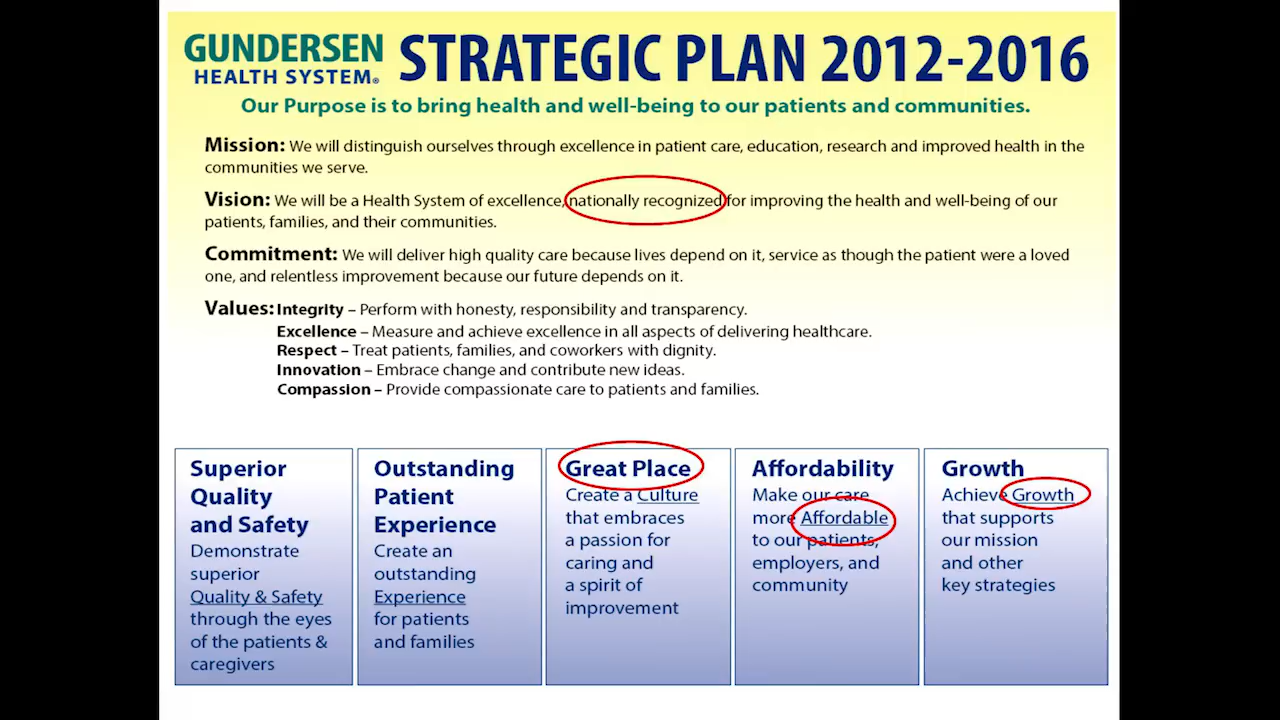 GUNDERSEN
HEALTH SYSTEM®
STRATEGIC PLAN 2012-2016
Our Purpose is to bring health and well-being to our patients and communities.
Mission: We will distinguish ourselves through excellence in patient care, education, research and improved health in the
communities we serve.
Vision: We will be a Health System of excellence, nationally recognized for improving the health and well-being of our
patients, families, and their communities.
Commitment: We will deliver high quality care because lives depend on it, service as though the patient were a loved
one, and relentless improvement because our future depends on it.
Values: Integrity – Perform with honesty, responsibility and transparency.
Excellence – Measure and achieve excellence in all aspects of delivering healthcare.
Respect – Treat patients, families, and coworkers with dignity.
Innovation – Embrace change and contribute new ideas.
Compassion – Provide compassionate care to patients and families.
Superior
Quality
and Safety
Demonstrate
superior
Quality & Safety
through the eyes
of the patients &
caregivers
Outstanding
Patient
Experience
Create an
outstanding
Experience
for patients
and families
Great Place
Create a Culture
that embraces
a passion for
caring and
a spirit of
improvement
Affordability
Make our care
more Affordable
to our patients,
employers, and
community
Growth
Achieve Growth
that supports
our mission
and other
key strategies